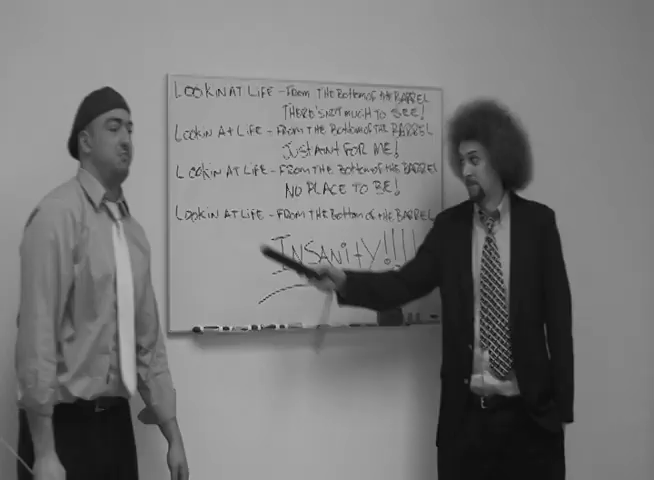 LOOKIN AT LIFE - FROM THE BOTTOM OF THE BARREL
THERE'S NOT MUCH TO SEE!
LOOKIN AT LIFE - FROM THE BOTTOM OF THE BARREL
JUST AINT FOR ME!
LOOKIN AT LIFE - FROM THE BOTTOM OF THE BARREL
NO PLACE TO BE!
LOOKIN AT LIFE - FROM THE BOTTOM OF THE BARREL
INSANITY!!!!